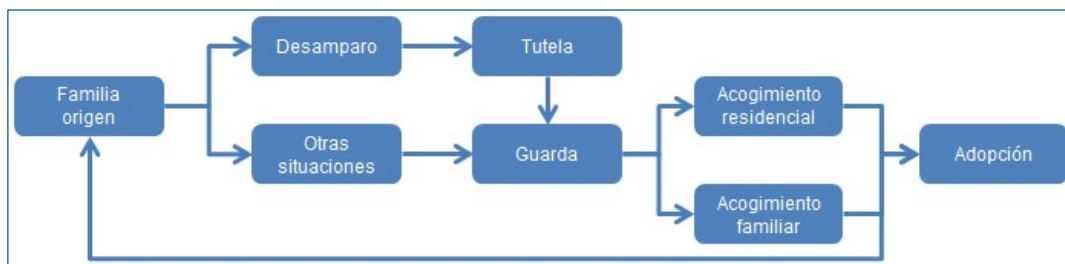 Familia
origen
Desamparo
Otras
situaciones
Tutela
Guarda
Acogimiento
residencial
Acogimiento
familiar
Adopción